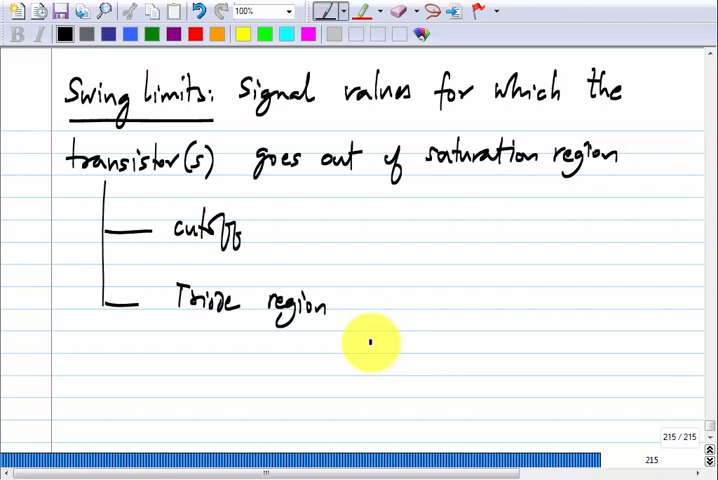 100%
Swing limits: Signal values for which the
transistor(s) goes out of saturation region
cutoff
Triode region
215 / 215
215